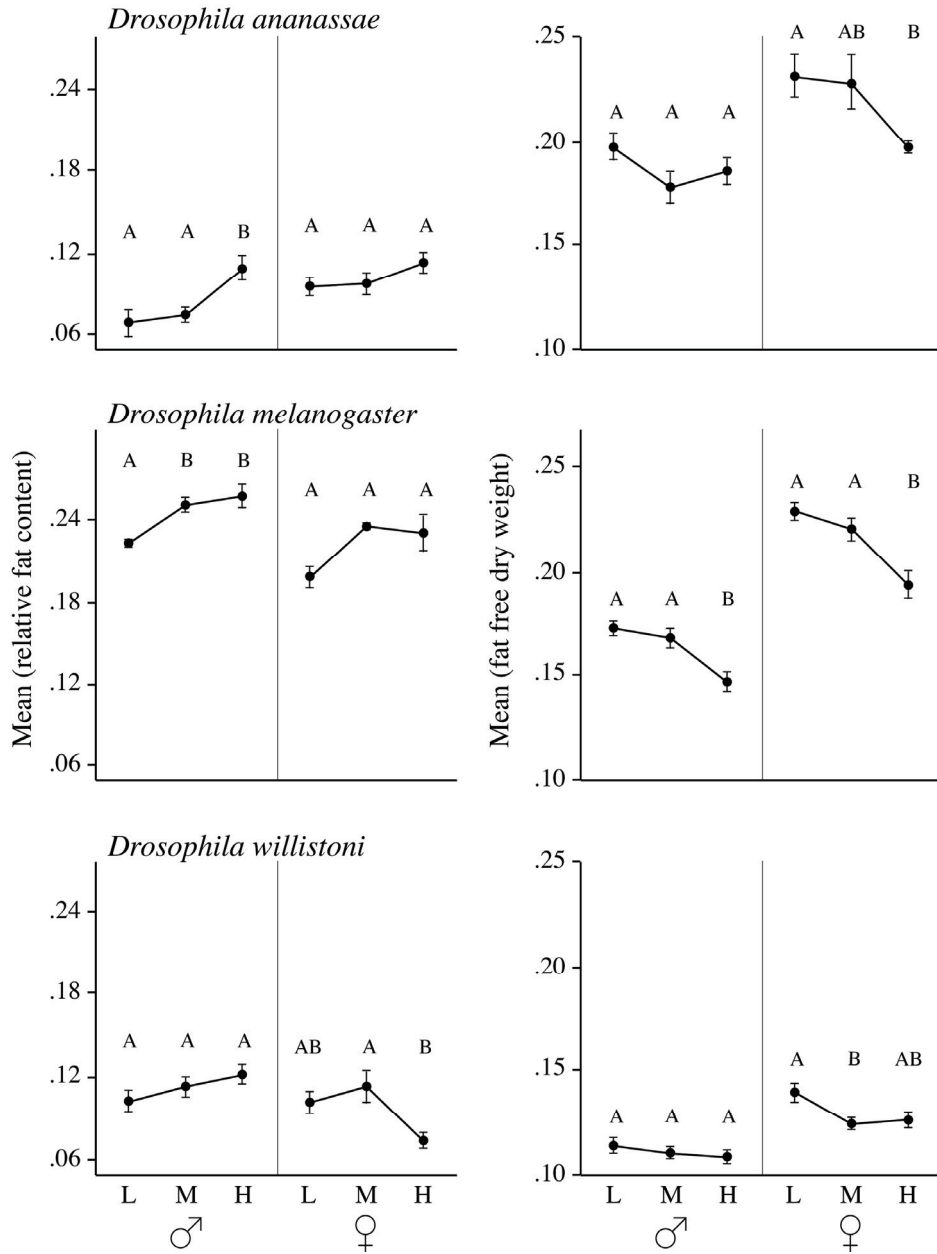 Drosophila ananassae
.24
.18
.12
.06
A A B A A A
.25
.20
.15
.10
A A A A AB B
Drosophila melanogaster
Mean (relative fat content)
.24
.18
.12
.06
A B B A A A
Mean (fat free dry weight)
.25
.20
.15
.10
A A B A A B
Drosophila willistoni
.24
.18
.12
.06
A A A AB A B
L M H L M H
♂ ♀
.25
.20
.15
.10
A A A A B AB
L M H L M H
♂ ♀